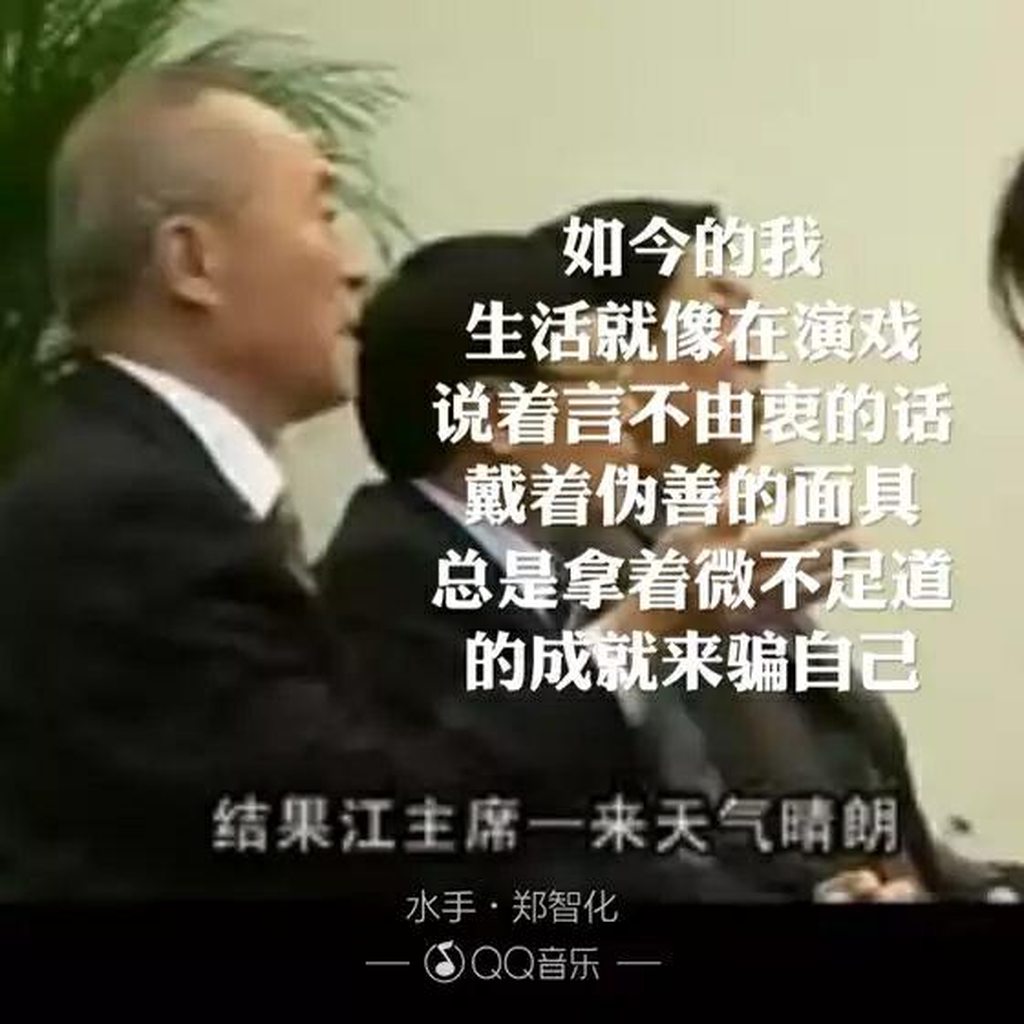 如今的我
生活就像在演戏
说着言不由衷的话
戴着伪善的面具
总是拿着微不足道
的成就来骗自己
结果江主席一来天气晴朗
水手·郑智化
QQ音乐